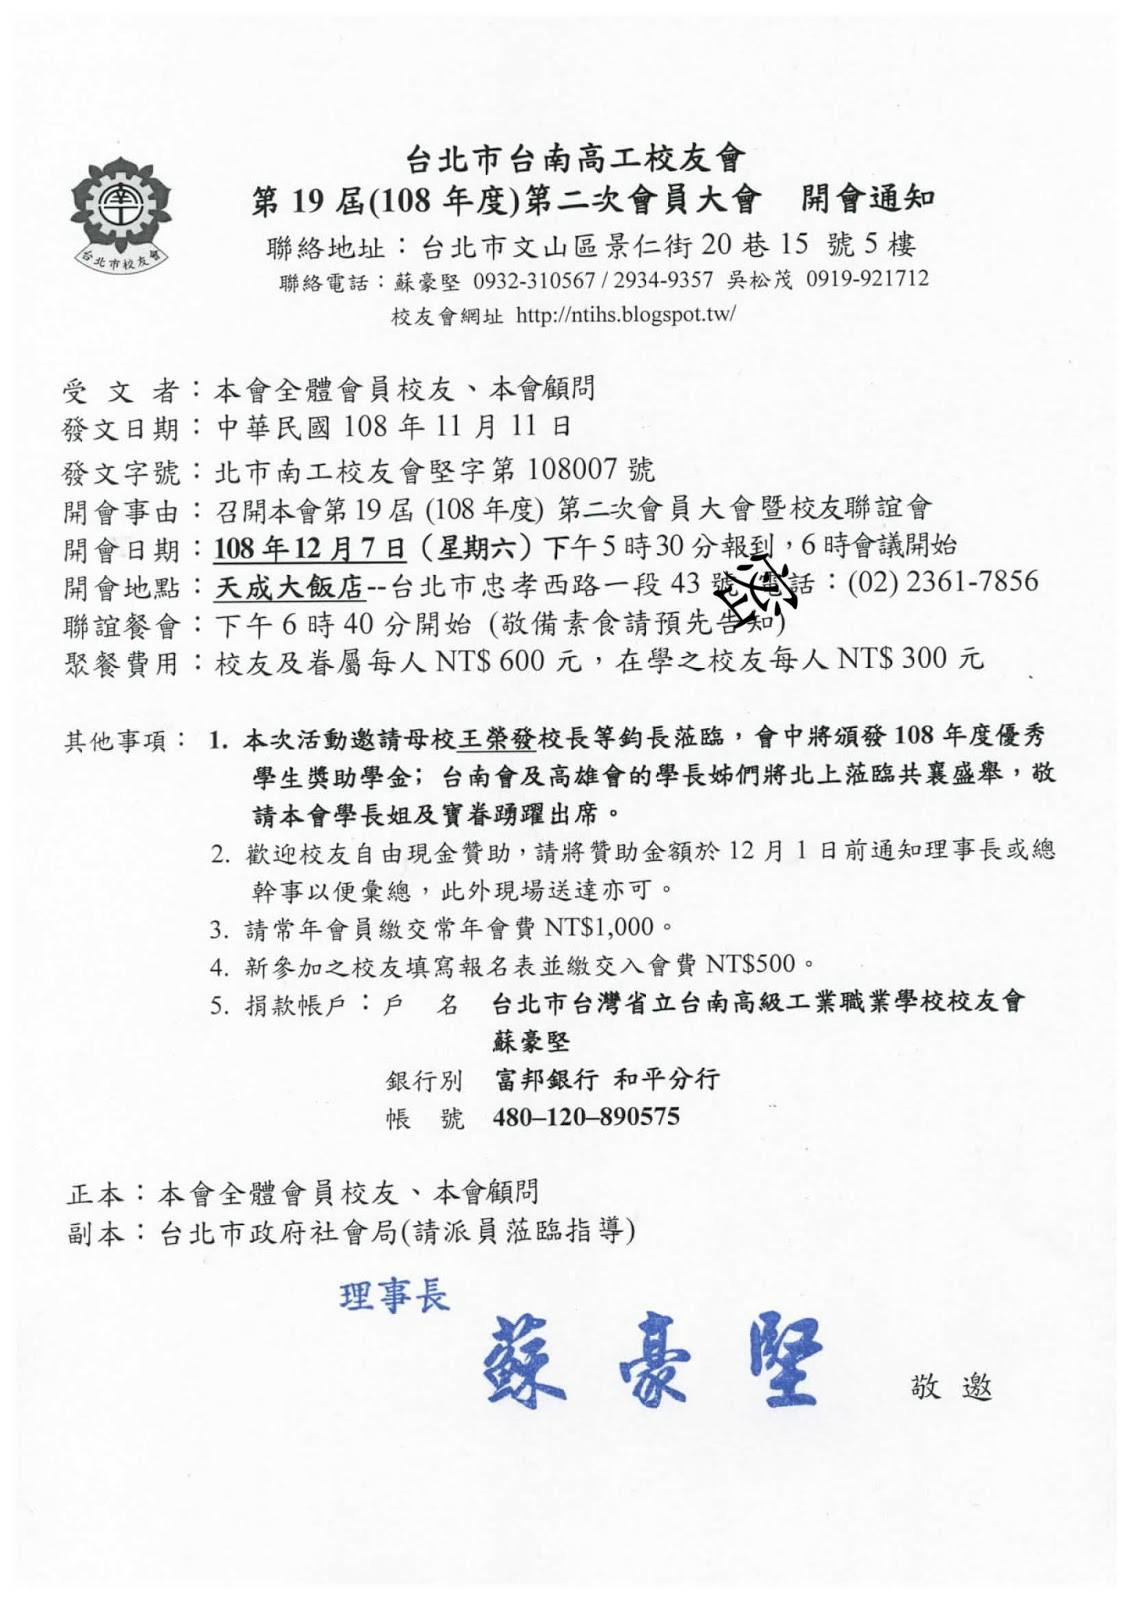 台北市台南高工校友會
第 19 屆(108 年度)第二次會員大會 開會通知
聯絡地址：台北市文山區景仁街 20 巷 15 號 5 樓
聯絡電話：蘇豪堅 0932-310567 / 2934-9357 吳松茂 0919-921712
校友會網址 http://ntihs.blogspot.tw/
台北市校友會
受 文 者：本會全體會員校友、本會顧問
發文日期：中華民國 108 年 11 月 11 日
發文字號：北市南工校友會堅字第 108007 號
開會事由：召開本會第 19 屆 (108 年度) 第二次會員大會暨校友聯誼會
開會日期：108 年 12 月 7 日（星期六）下午 5 時 30 分報到，6 時會議開始
開會地點：天成大飯店--台北市忠孝西路一段 43 號 電話：(02) 2361-7856
聯誼餐會：下午 6 時 40 分開始 (敬備素食請預先告知)
聚餐費用：校友及眷屬每人 NT$ 600 元，在學之校友每人 NT$ 300 元
其他事項： 1. 本次活動邀請母校王榮發校長等鈞長蒞臨，會中將頒發 108 年度優秀
學生獎助學金；台南會及高雄會的學長姊們將北上蒞臨共襄盛舉，敬
請本會學長姐及寶眷踴躍出席。
2. 歡迎校友自由現金贊助，請將贊助金額於 12 月 1 日前通知理事長或總
幹事以便彙總，此外現場送達亦可。
3. 請常年會員繳交常年會費 NT$1,000。
4. 新參加之校友填寫報名表並繳交入會費 NT$500。
5. 捐款帳戶：戶 名 台北市台灣省立台南高級工業職業學校校友會
蘇豪堅
銀行別 富邦銀行 和平分行
帳 號 480–120–890575
正本：本會全體會員校友、本會顧問
副本：台北市政府社會局(請派員蒞臨指導)
理事長
蘇 豪 堅 敬 邀